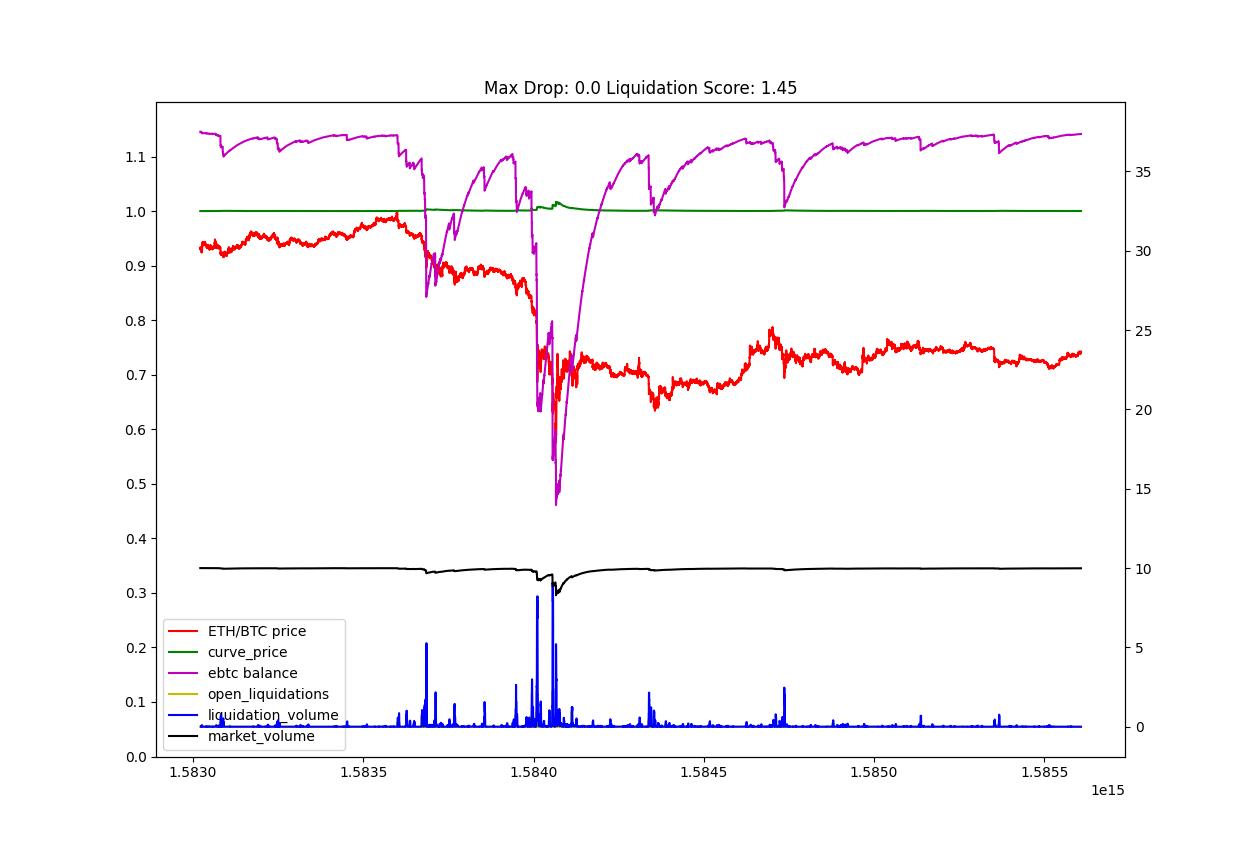 Max Drop: 0.0 Liquidation Score: 1.45
1.1
1.0
0.9
0.8
0.7
0.6
0.5
0.4
0.3
0.2
0.1
0.0
35
30
25
20
15
10
5
0
ETH/BTC price
curve_price
ebtc balance
open_liquidations
liquidation_volume
market_volume
1.5830 1.5835 1.5840 1.5845 1.5850 1.5855
1e15